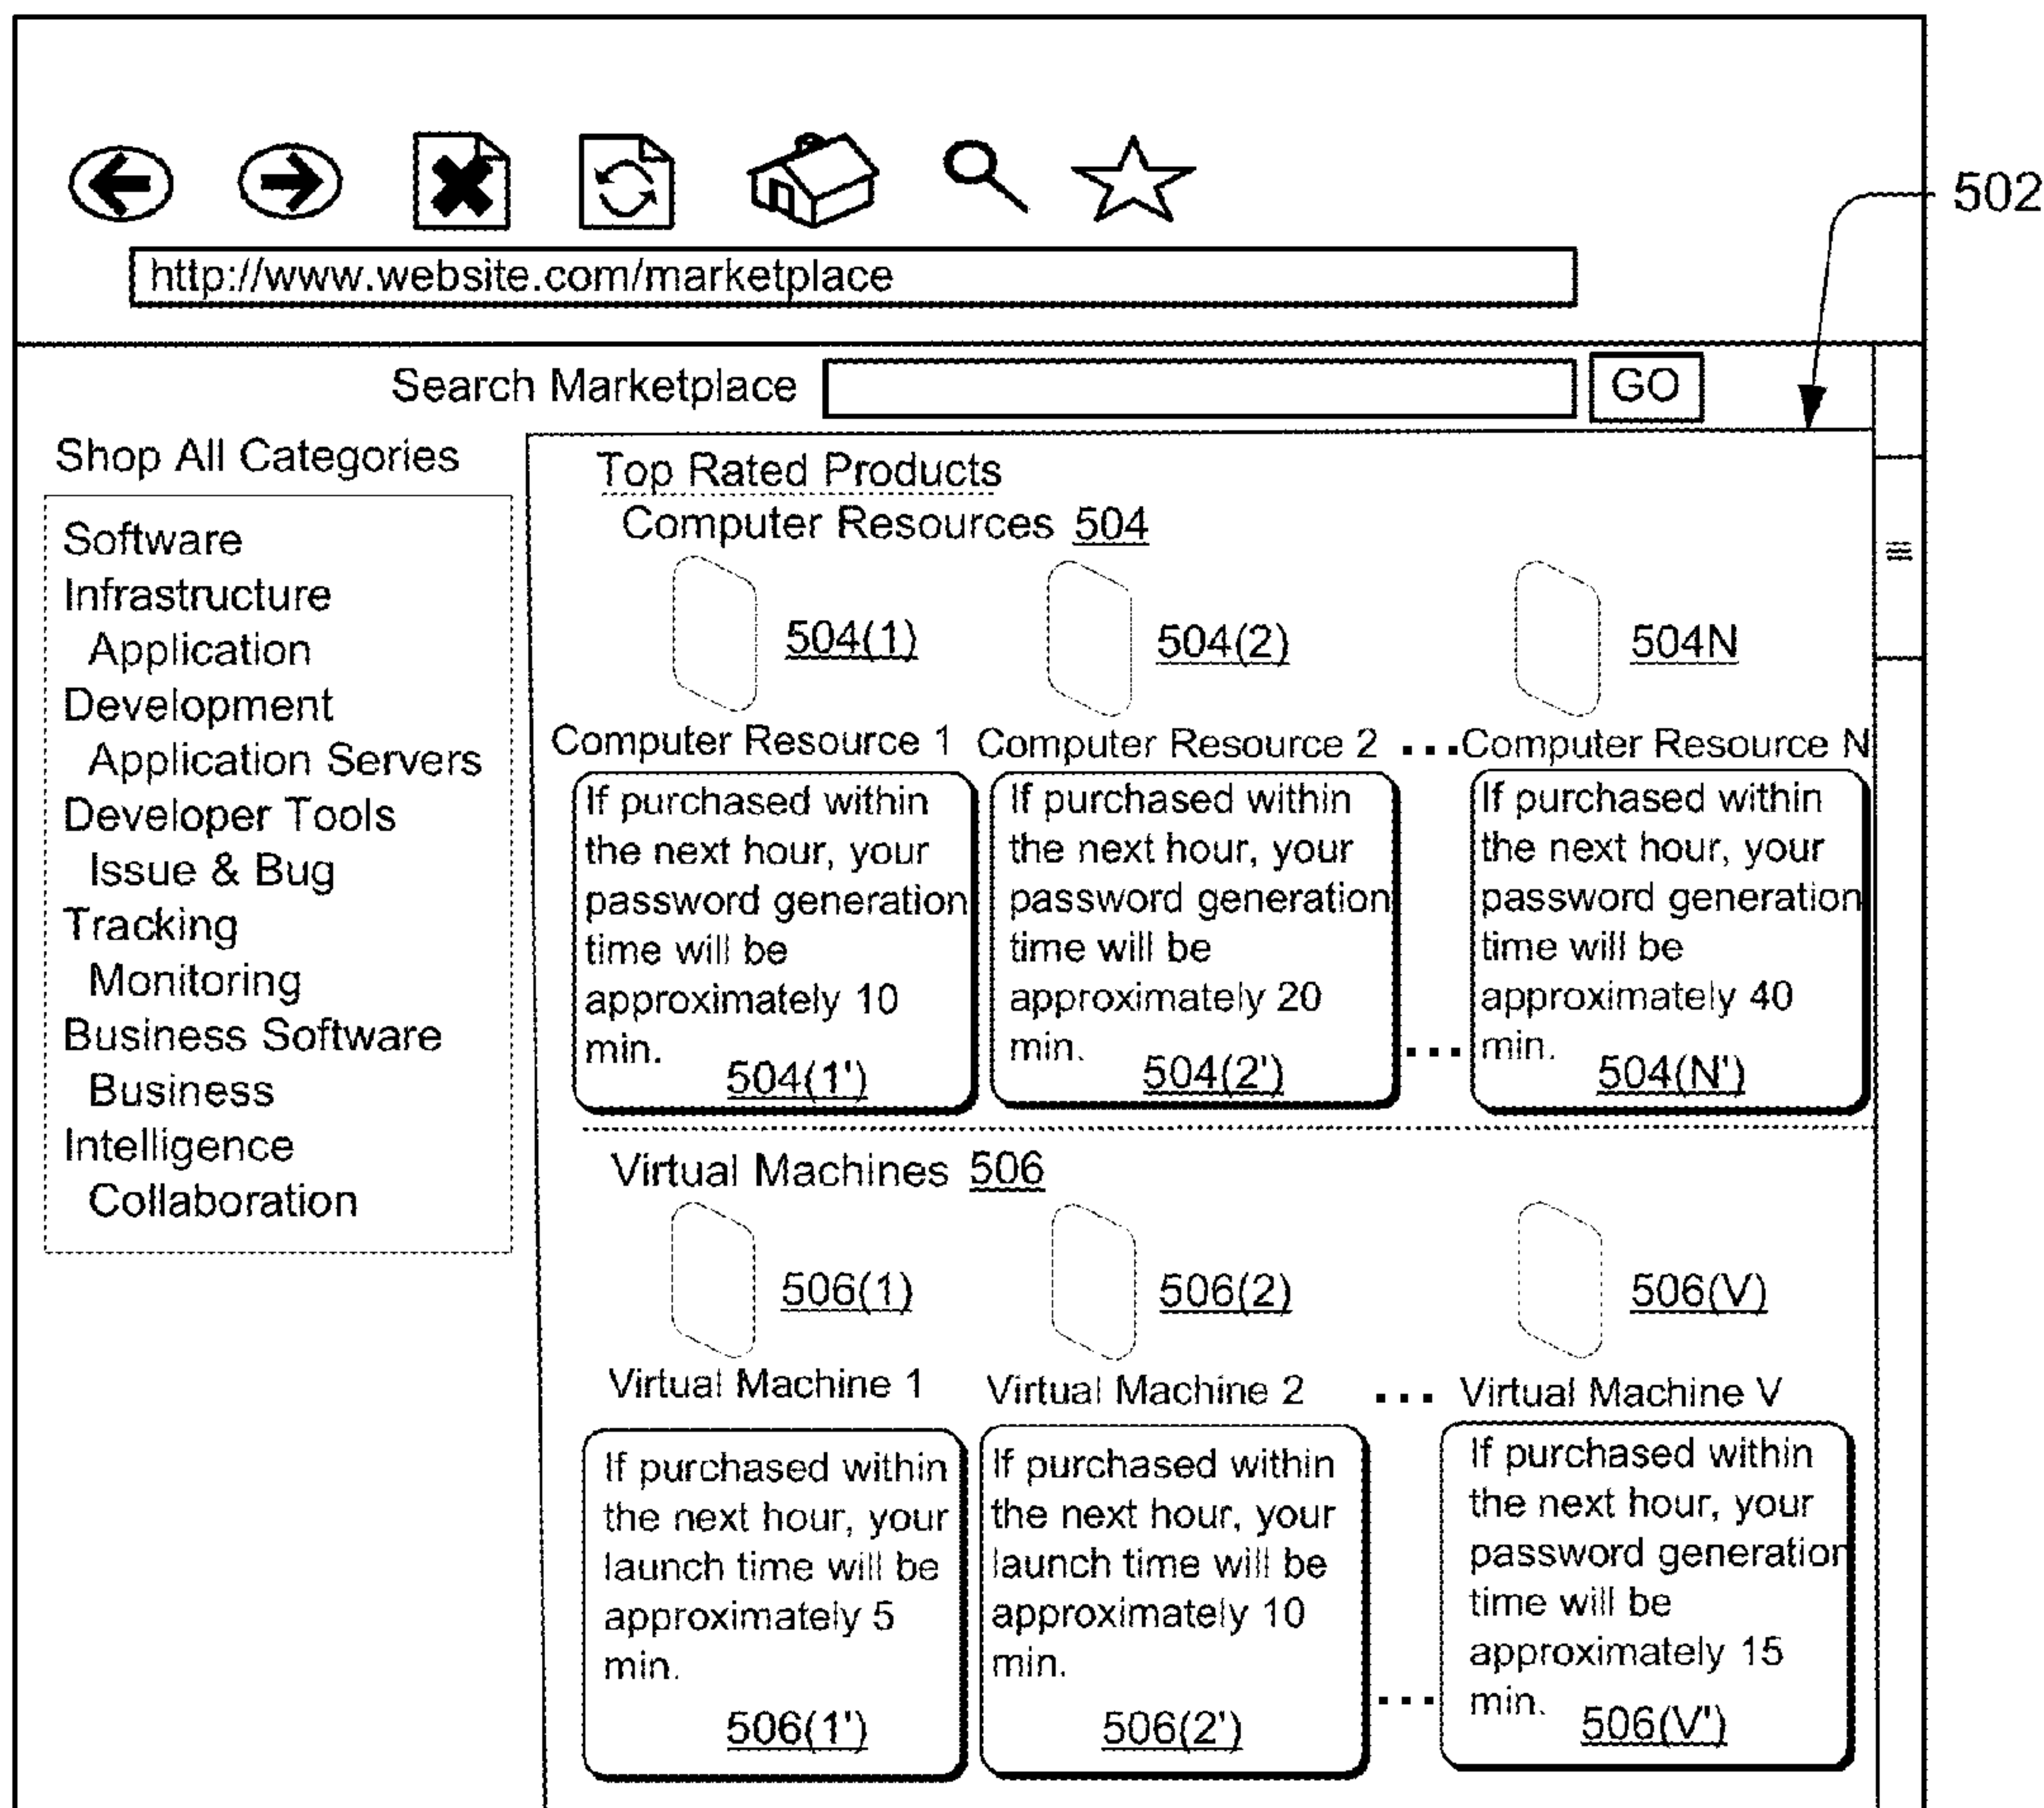 502
http://www.website.com/marketplace
Search Marketplace
GO
Shop All Categories
Software
Infrastructure
Application
Development
Application Servers
Developer Tools
Issue & Bug
Tracking
Monitoring
Business Software
Business
Intelligence
Collaboration
Top Rated Products
Computer Resources 504
504(1)
504(2)
504N
Computer Resource 1
Computer Resource 2
...
Computer Resource N
If purchased within
the next hour, your
password generation
time will be
approximately 10
min.
504(1')
If purchased within
the next hour, your
password generation
time will be
approximately 20
min.
504(2')
...
If purchased within
the next hour, your
password generation
time will be
approximately 40
min.
504(N')
Virtual Machines 506
506(1)
506(2)
506(V)
Virtual Machine 1
Virtual Machine 2
...
Virtual Machine V
If purchased within
the next hour, your
launch time will be
approximately 5
min.
506(1')
If purchased within
the next hour, your
launch time will be
approximately 10
min.
506(2')
...
If purchased within
the next hour, your
password generation
time will be
approximately 15
min.
506(V')